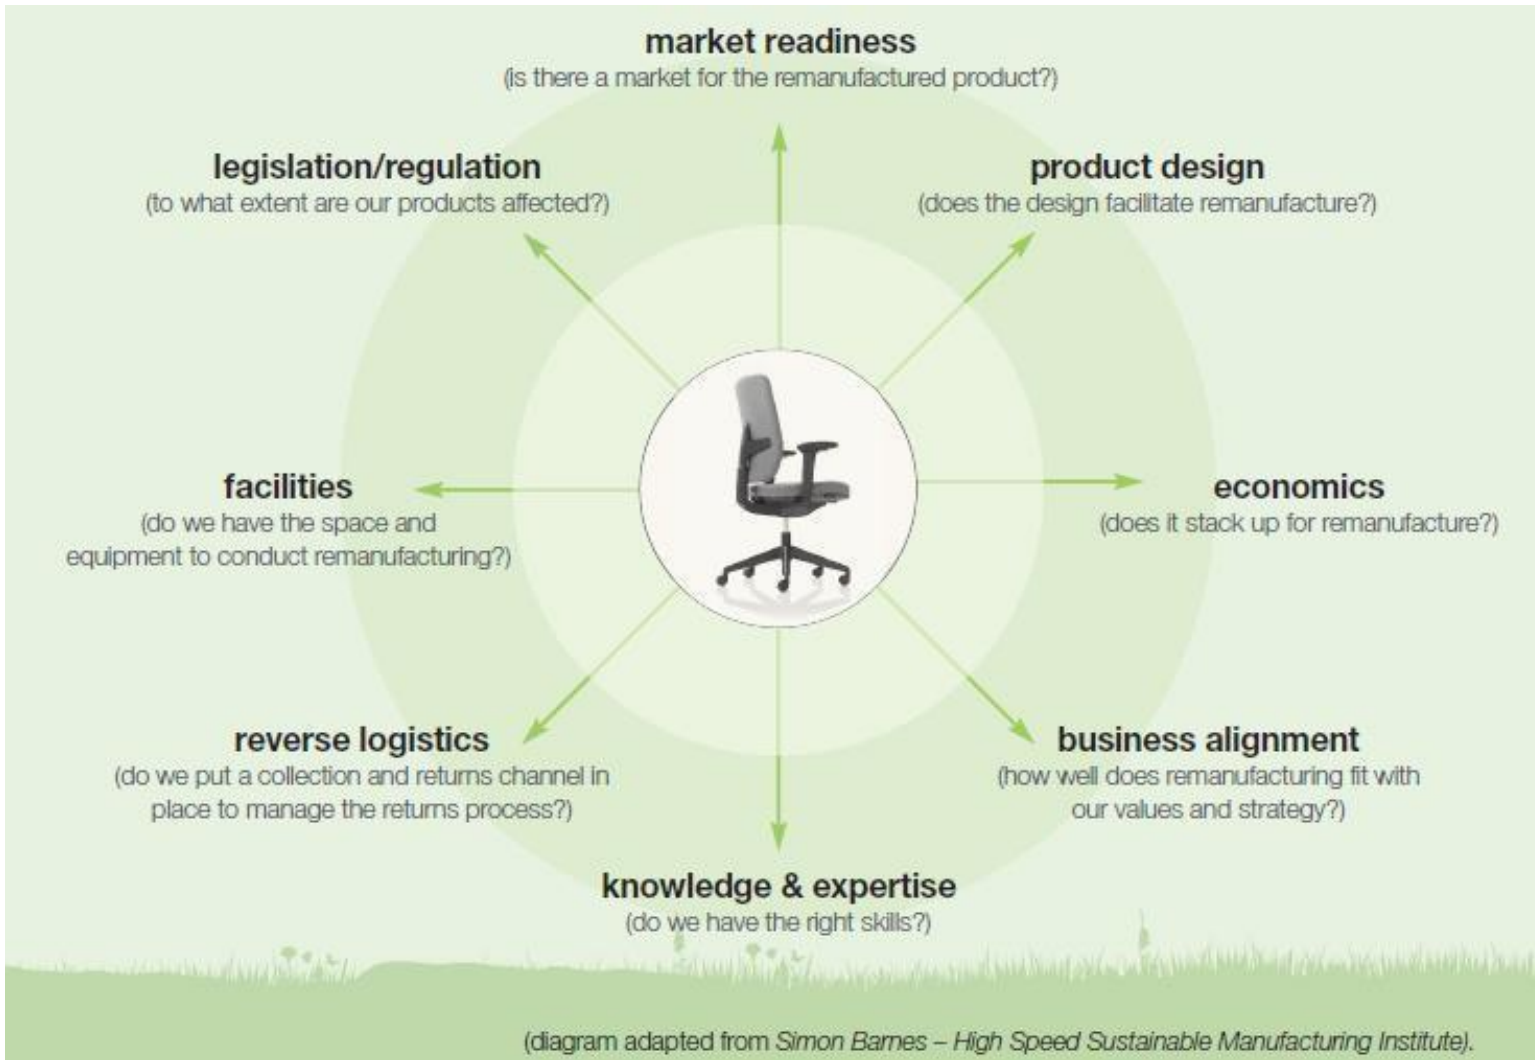 market readiness
(is there a market for the remanufactured product?)
legislation/regulation
(to what extent are our products affected?)
product design
(does the design facilitate remanufacture?)
facilities
(do we have the space and
equipment to conduct remanufacturing?)
economics
(does it stack up for remanufacture?)
reverse logistics
(do we put a collection and returns channel in
place to manage the returns process?)
business alignment
(how well does remanufacturing fit with
our values and strategy?)
knowledge & expertise
(do we have the right skills?)
(diagram adapted from Simon Barnes – High Speed Sustainable Manufacturing Institute).